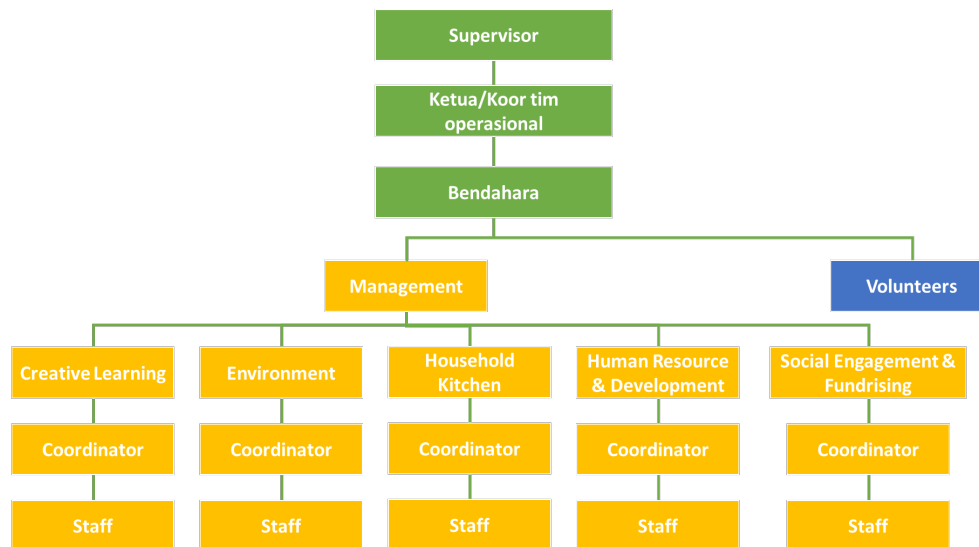 Supervisor
Ketua/Koor tim
operasional
Bendahara
Management
Volunteers
Creative Learning
Environment
Household
Kitchen
Human Resource
& Development
Social Engagement &
Fundrising
Coordinator
Coordinator
Coordinator
Coordinator
Coordinator
Staff
Staff
Staff
Staff
Staff